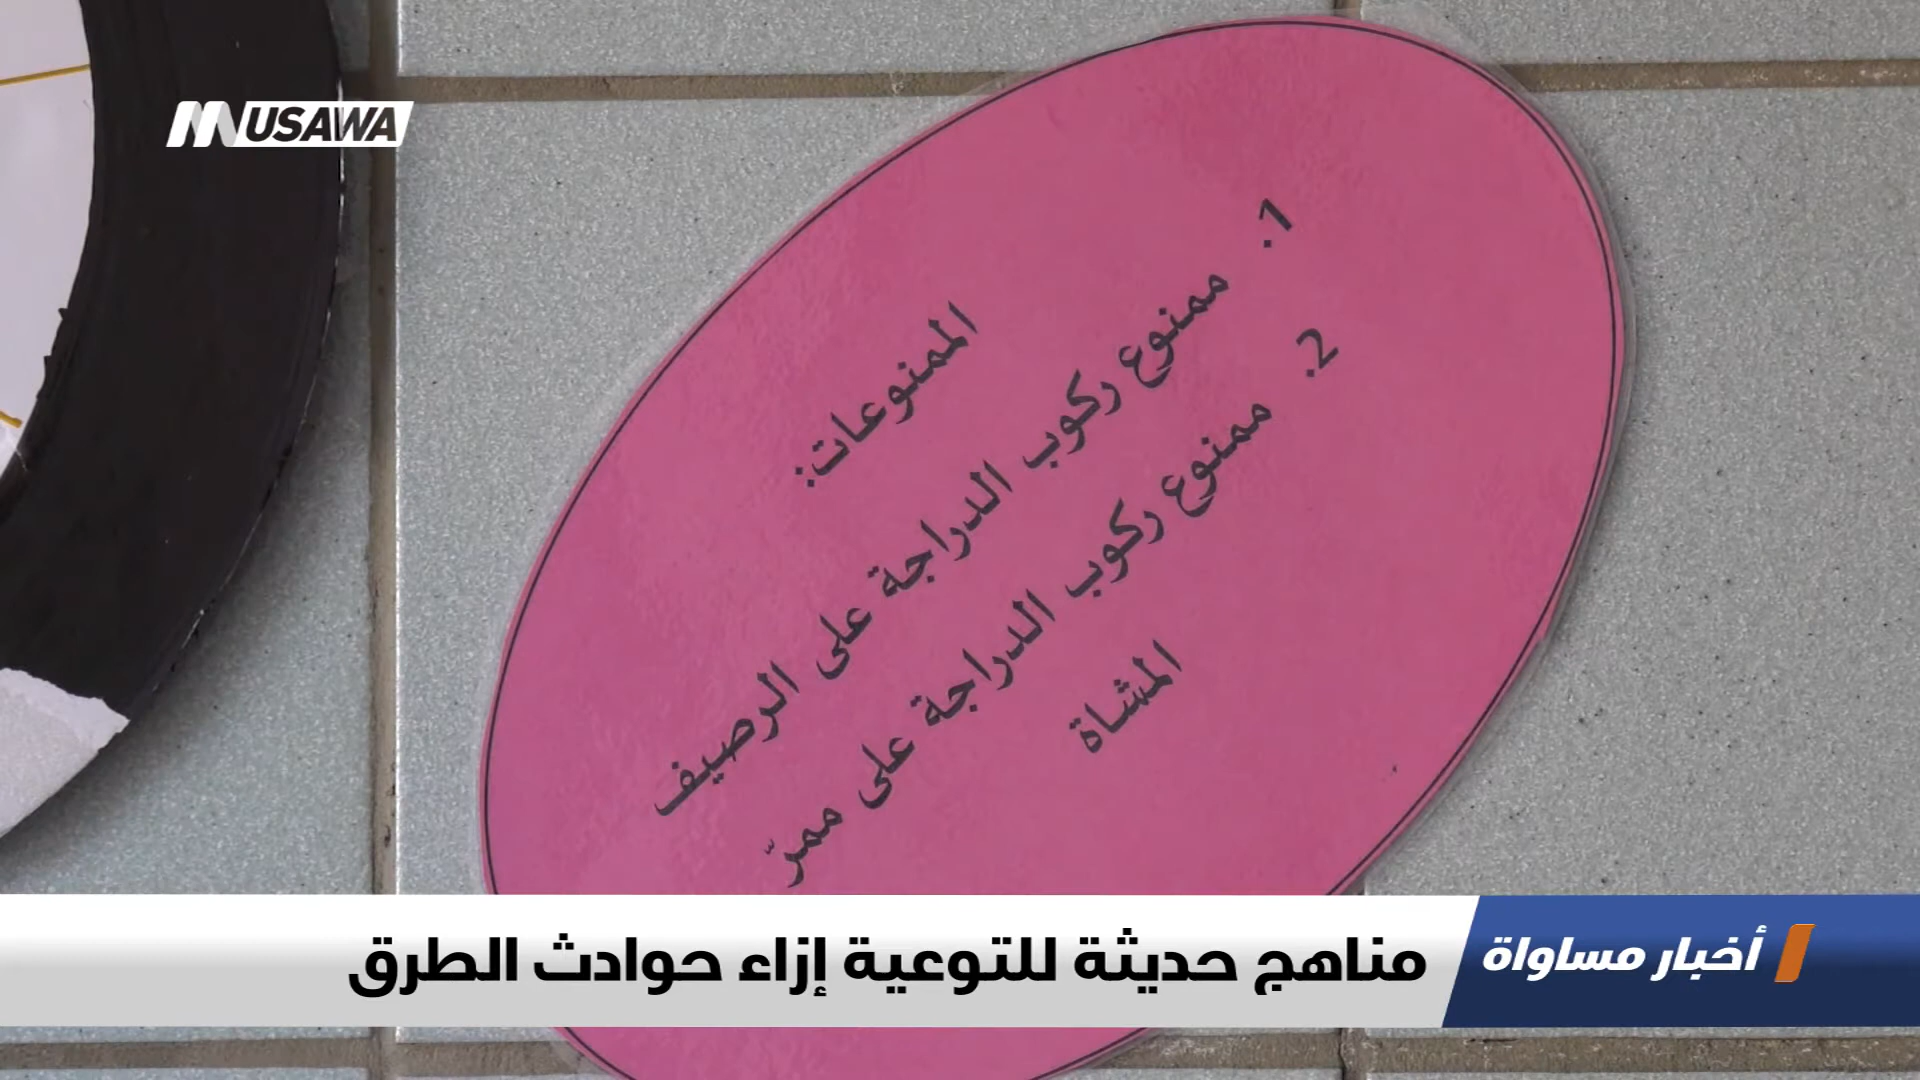 MUSAWA
الممنوعات:
1. ممنوع ركوب الدراجة على الرصيف
2. ممنوع ركوب الدراجة على ممرّ
المشاة
أخبار مساواة
مناهج حديثة للتوعية إزاء حوادث الطرق